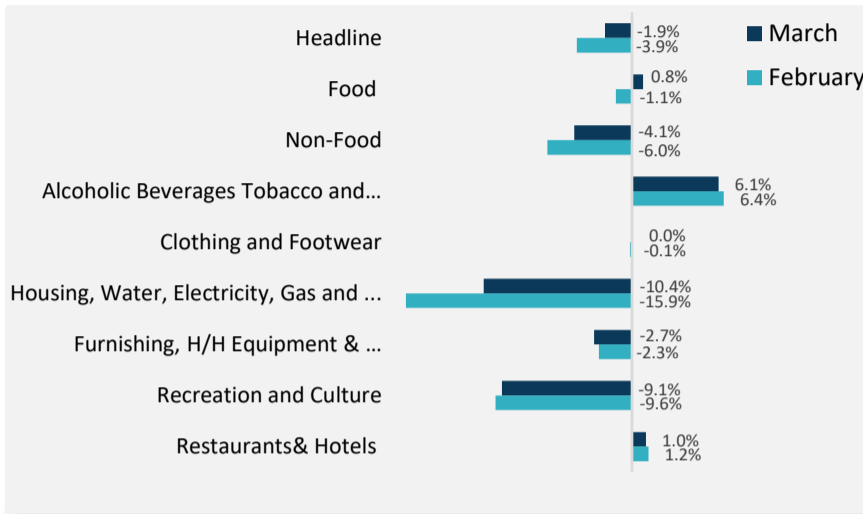 Headline
-1.9%
-3.9%
March
February
Food
0.8%
-1.1%
Non-Food
-4.1%
-6.0%
Alcoholic Beverages Tobacco and...
6.1%
6.4%
Clothing and Footwear
0.0%
-0.1%
Housing, Water, Electricity, Gas and ...
-10.4%
-15.9%
Furnishing, H/H Equipment & ...
-2.7%
-2.3%
Recreation and Culture
-9.1%
-9.6%
Restaurants& Hotels
1.0%
1.2%